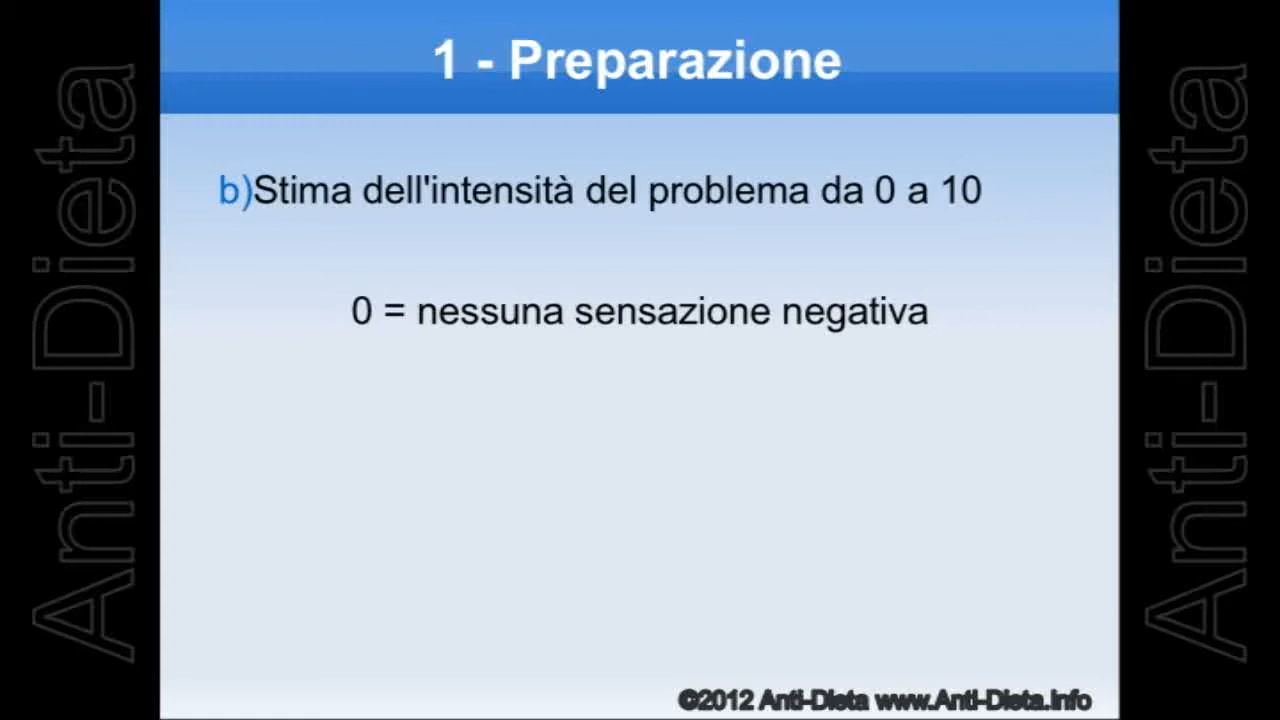 1 - Preparazione
b)Stima dell'intensità del problema da 0 a 10
0 = nessuna sensazione negativa
©2012 Anti-Dieta www.Anti-Dieta.info
Anti-Dieta
Anti-Dieta